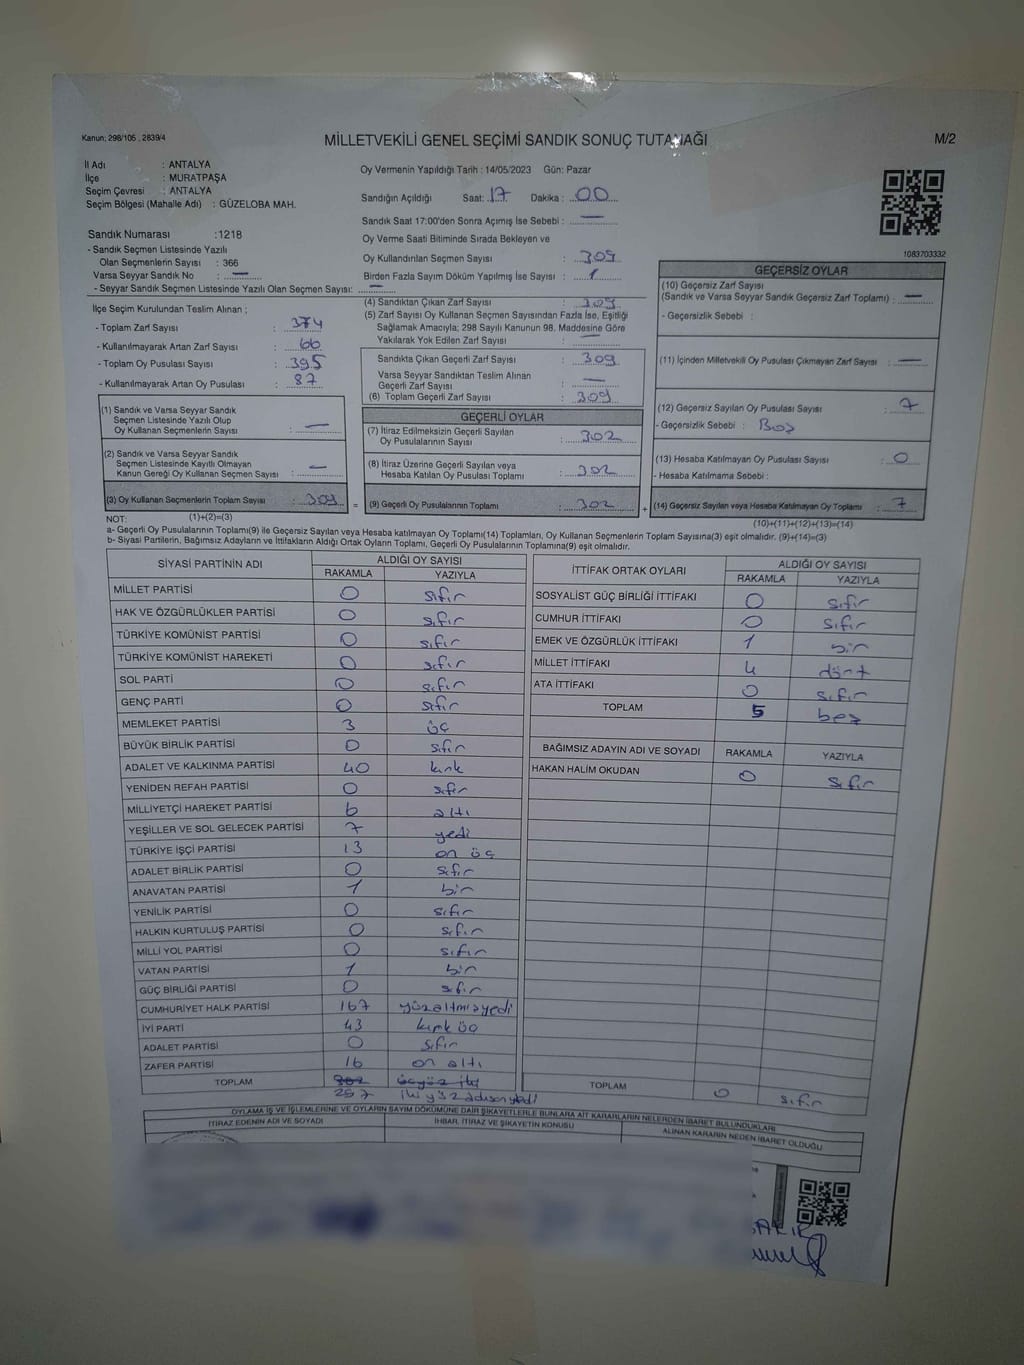 Kanun: 298/105 , 2839/4
MİLLETVEKİLİ GENEL SEÇİMİ SANDIK SONUÇ TUTANAĞI
M/2
İl Adı : ANTALYA
İlçe : MURATPAŞA
Seçim Çevresi : ANTALYA
Seçim Bölgesi (Mahalle Adı) : GÜZELOBA MAH.
Oy Vermenin Yapıldığı Tarih : 14/05/2023 Gün: Pazar
Sandığın Açıldığı Saat: 17 Dakika : 00
Sandık Saat 17:00'den Sonra Açımış İse Sebebi : —
Oy Verme Saati Bitiminde Sırada Bekleyen ve
Oy Kullandırılan Seçmen Sayısı : 309
Birden Fazla Sayım Döküm Yapılmış İse Sayısı : 1
1083703332
Sandık Numarası :1218
- Sandık Seçmen Listesinde Yazılı
Olan Seçmenlerin Sayısı : 366
Varsa Seyyar Sandık No : —
- Seyyar Sandık Seçmen Listesinde Yazılı Olan Seçmen Sayısı: —
İlçe Seçim Kurulundan Teslim Alınan ;
- Toplam Zarf Sayısı : 374
- Kullanılmayarak Artan Zarf Sayısı : 66
- Toplam Oy Pusulası Sayısı : 395
- Kullanılmayarak Artan Oy Pusulası : 87
(1) Sandık ve Varsa Seyyar Sandık
Seçmen Listesinde Yazılı Olup
Oy Kullanan Seçmenlerin Sayısı : —
(2) Sandık ve Varsa Seyyar Sandık
Seçmen Listesinde Kayıtlı Olmayan
Kanun Gereği Oy Kullanan Seçmen Sayısı : —
(3) Oy Kullanan Seçmenlerin Toplam Sayısı : 309 =
(4) Sandıktan Çıkan Zarf Sayısı : 309
(5) Zarf Sayısı Oy Kullanan Seçmen Sayısından Fazla İse, Eşitliği
Sağlamak Amacıyla; 298 Sayılı Kanunun 98. Maddesine Göre
Yakılarak Yok Edilen Zarf Sayısı : —
Sandıkta Çıkan Geçerli Zarf Sayısı : 309
Varsa Seyyar Sandıktan Teslim Alınan
Geçerli Zarf Sayısı : —
(6) Toplam Geçerli Zarf Sayısı : 309
GEÇERLİ OYLAR
(7) İtiraz Edilmeksizin Geçerli Sayılan
Oy Pusulalarının Sayısı : 302
(8) İtiraz Üzerine Geçerli Sayılan veya
Hesaba Katılan Oy Pusulaları Toplamı : 302
(9) Geçerli Oy Pusulalarının Toplamı : 302 +
GEÇERSİZ OYLAR
(10) Geçersiz Zarf Sayısı
(Sandık ve Varsa Seyyar Sandık Geçersiz Zarf Toplamı) : —
- Geçersizlik Sebebi :
(11) İçinden Milletvekili Oy Pusulası Çıkmayan Zarf Sayısı : —
(12) Geçersiz Sayılan Oy Pusulası Sayısı : 7
- Geçersizlik Sebebi : Boş
(13) Hesaba Katılmayan Oy Pusulası Sayısı : 0
- Hesaba Katılmama Sebebi :
(14) Geçersiz Sayılan veya Hesaba Katılmayan Oy Toplamı : 7
NOT: (1)+(2)=(3) (10)+(11)+(12)+(13)=(14)
a- Geçerli Oy Pusulalarının Toplamı(9) ile Geçersiz Sayılan veya Hesaba katılmayan Oy Toplamı(14) Toplamları, Oy Kullanan Seçmenlerin Toplam Sayısına(3) eşit olmalıdır. (9)+(14)=(3)
b- Siyasi Partilerin, Bağımsız Adayların ve İttifakların Aldığı Ortak Oyların Toplamı, Geçerli Oy Pusulalarının Toplamına(9) eşit olmalıdır.
SİYASİ PARTİNİN ADI ALDIĞI OY SAYISI
RAKAMLA YAZIYLA
MİLLET PARTİSİ 0 sıfır
HAK VE ÖZGÜRLÜKLER PARTİSİ 0 sıfır
TÜRKİYE KOMÜNİST PARTİSİ 0 sıfır
TÜRKİYE KOMÜNİST HAREKETİ 0 sıfır
SOL PARTİ 0 sıfır
GENÇ PARTİ 0 sıfır
MEMLEKET PARTİSİ 3 üç
BÜYÜK BİRLİK PARTİSİ 0 sıfır
ADALET VE KALKINMA PARTİSİ 40 kırk
YENİDEN REFAH PARTİSİ 0 sıfır
MİLLİYETÇİ HAREKET PARTİSİ 6 altı
YEŞİLLER VE SOL GELECEK PARTİSİ 7 yedi
TÜRKİYE İŞÇİ PARTİSİ 13 on üç
ADALET BİRLİK PARTİSİ 0 sıfır
ANAVATAN PARTİSİ 1 bir
YENİLİK PARTİSİ 0 sıfır
HALKIN KURTULUŞ PARTİSİ 0 sıfır
MİLLİ YOL PARTİSİ 0 sıfır
VATAN PARTİSİ 1 bir
GÜÇ BİRLİĞİ PARTİSİ 0 sıfır
CUMHURİYET HALK PARTİSİ 167 yüzaltmışyedi
İYİ PARTİ 43 kırk üç
ADALET PARTİSİ 0 sıfır
ZAFER PARTİSİ 16 on altı
TOPLAM 302 üçyüz iki
297
İTTİFAK ORTAK OYLARI ALDIĞI OY SAYISI
RAKAMLA YAZIYLA
SOSYALİST GÜÇ BİRLİĞİ İTTİFAKI 0 sıfır
CUMHUR İTTİFAKI 0 sıfır
EMEK VE ÖZGÜRLÜK İTTİFAKI 1 bir
MİLLET İTTİFAKI 4 dört
ATA İTTİFAKI 0 sıfır
TOPLAM 5 beş
BAĞIMSIZ ADAYIN ADI VE SOYADI RAKAMLA YAZIYLA
HAKAN HALİM OKUDAN 0 sıfır
TOPLAM 0 sıfır
OYLAMA İŞ VE İŞLEMLERİNE VE OYLARIN SAYIM DÖKÜMÜNE DAİR ŞİKAYETLERLE BUNLARA AİT KARARLARIN NELERDEN İBARET BULUNDUKLARI
İTİRAZ EDENİN ADI VE SOYADI İHBAR, İTİRAZ VE ŞİKAYETİN KONUSU ALINAN KARARIN NEDEN İBARET OLDUĞU